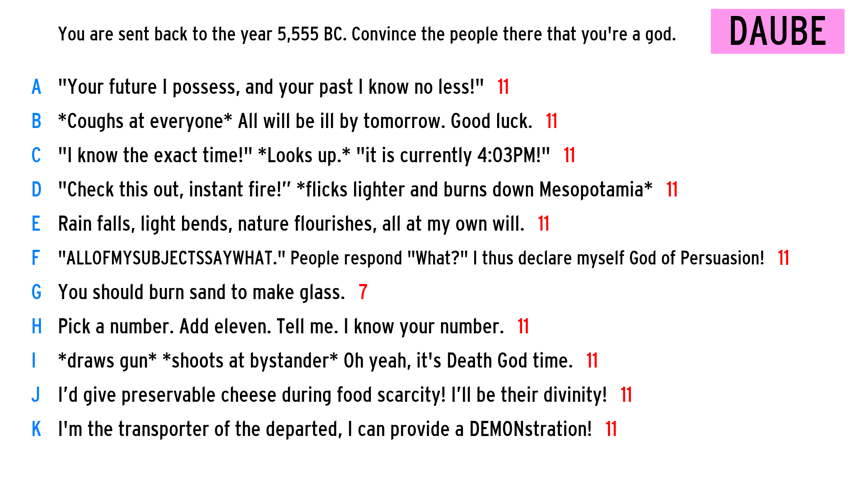 You are sent back to the year 5,555 BC. Convince the people there that you're a god.
DAUBE
A "Your future I possess, and your past I know no less!" 11
B *Coughs at everyone* All will be ill by tomorrow. Good luck. 11
C "I know the exact time!" *Looks up.* "it is currently 4:03PM!" 11
D "Check this out, instant fire!” *flicks lighter and burns down Mesopotamia* 11
E Rain falls, light bends, nature flourishes, all at my own will. 11
F "ALLOFMYSUBJECTSSAYWHAT." People respond "What?" I thus declare myself God of Persuasion! 11
G You should burn sand to make glass. 7
H Pick a number. Add eleven. Tell me. I know your number. 11
I *draws gun* *shoots at bystander* Oh yeah, it's Death God time. 11
J I’d give preservable cheese during food scarcity! I’ll be their divinity! 11
K I'm the transporter of the departed, I can provide a DEMONstration! 11